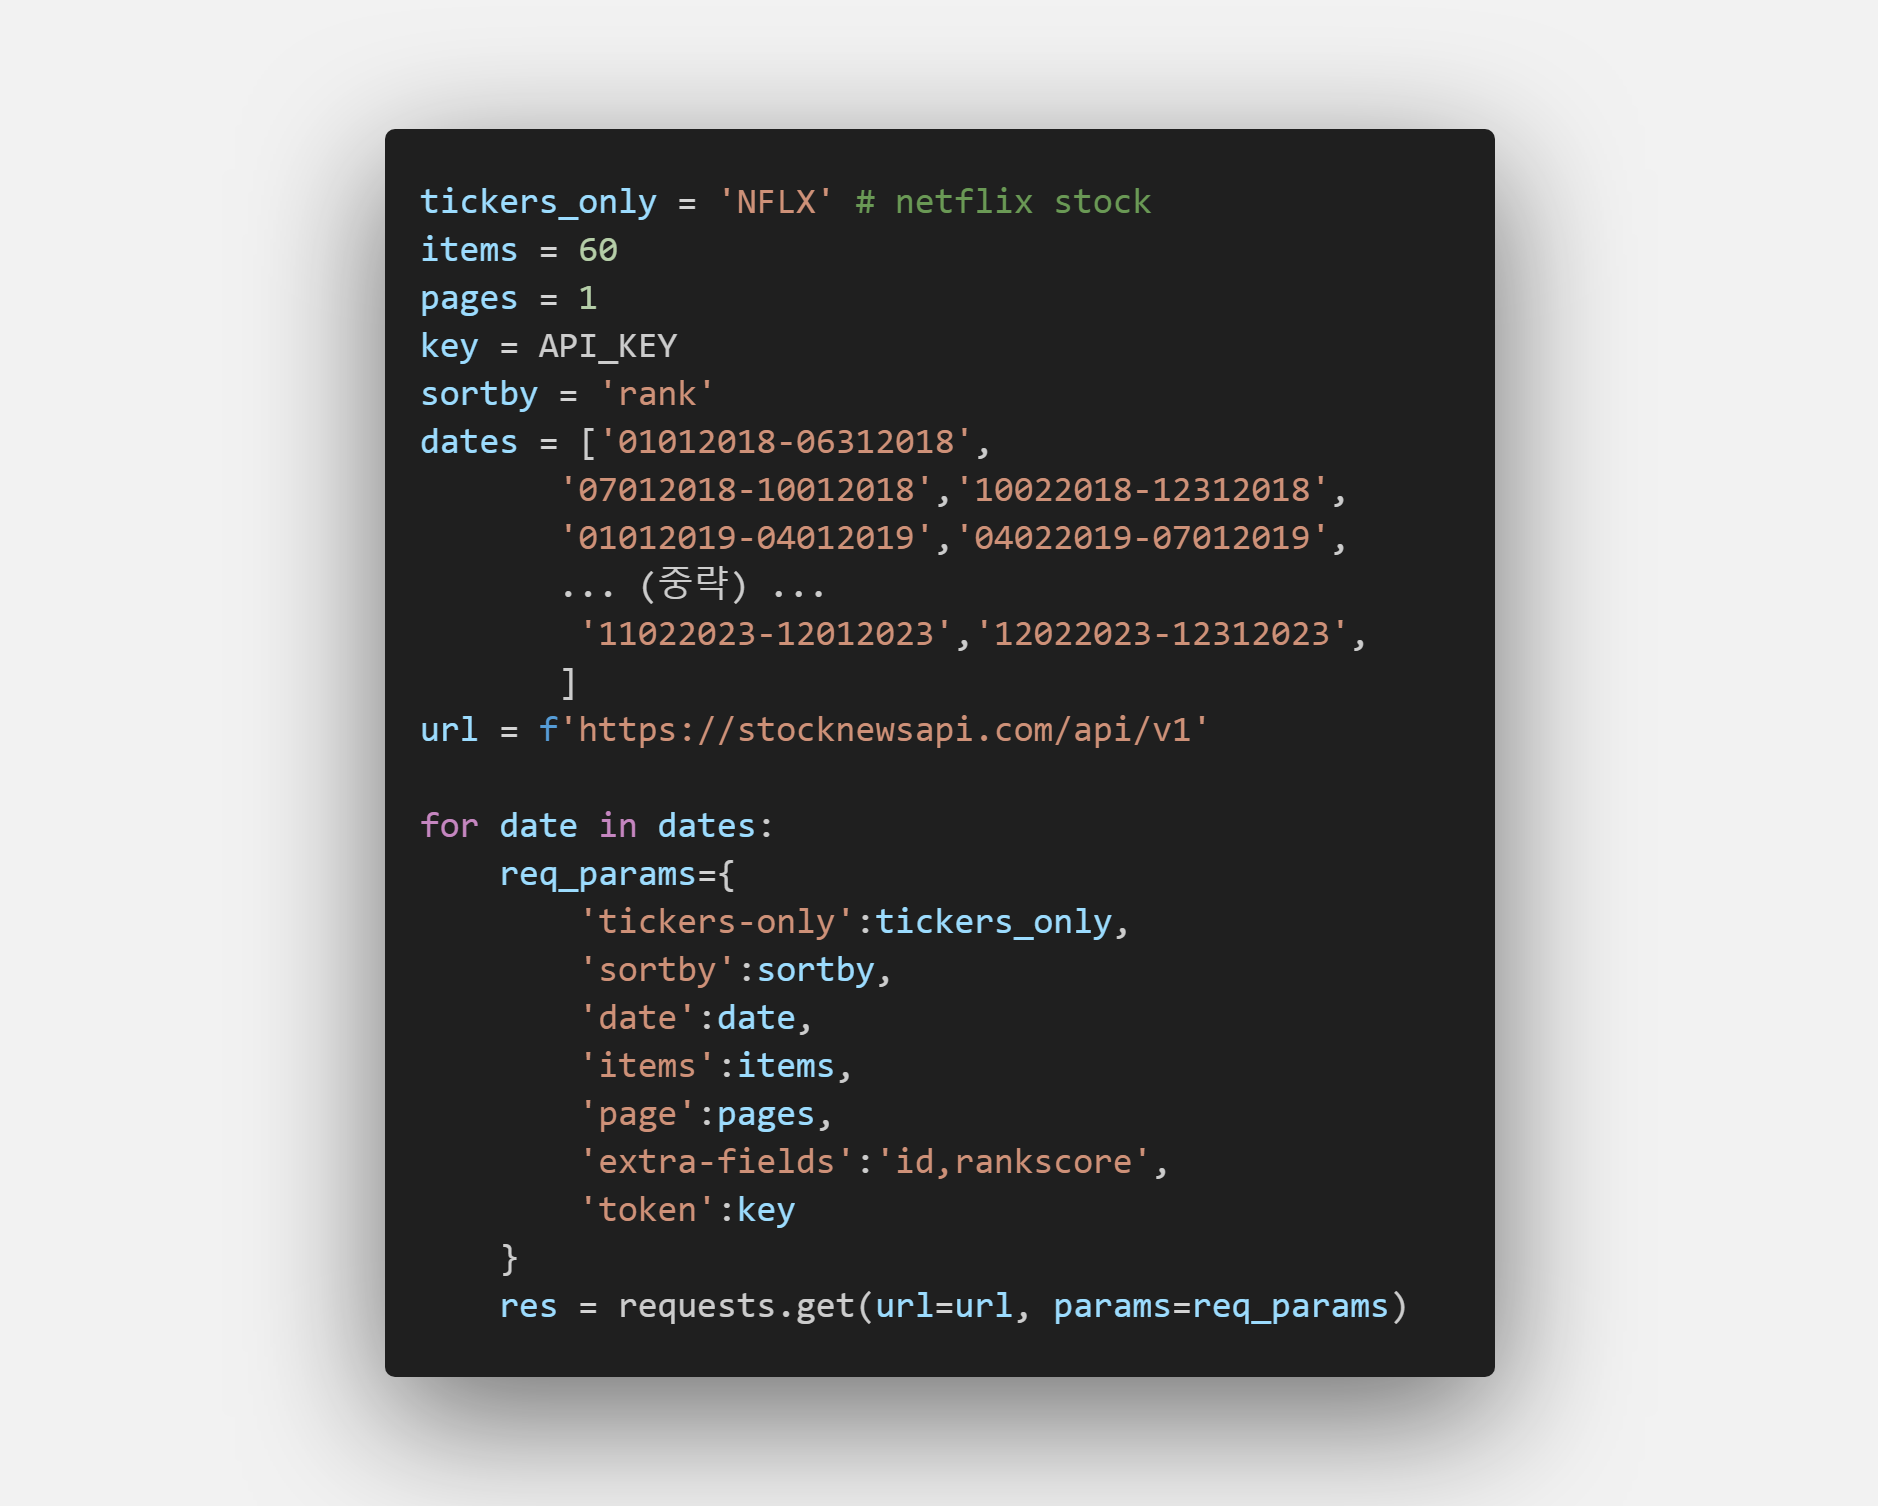 tickers_only = 'NFLX' # netflix stock
items = 60
pages = 1
key = API_KEY
sortby = 'rank'
dates = ['01012018-06312018',
       '07012018-10012018','10022018-12312018',
       '01012019-04012019','04022019-07012019',
       ... (중략) ...
        '11022023-12012023','12022023-12312023',
       ]
url = f'https://stocknewsapi.com/api/v1'

for date in dates:
    req_params={
        'tickers-only':tickers_only,
        'sortby':sortby,
        'date':date,
        'items':items,
        'page':pages,
        'extra-fields':'id,rankscore',
        'token':key
    }
    res = requests.get(url=url, params=req_params)